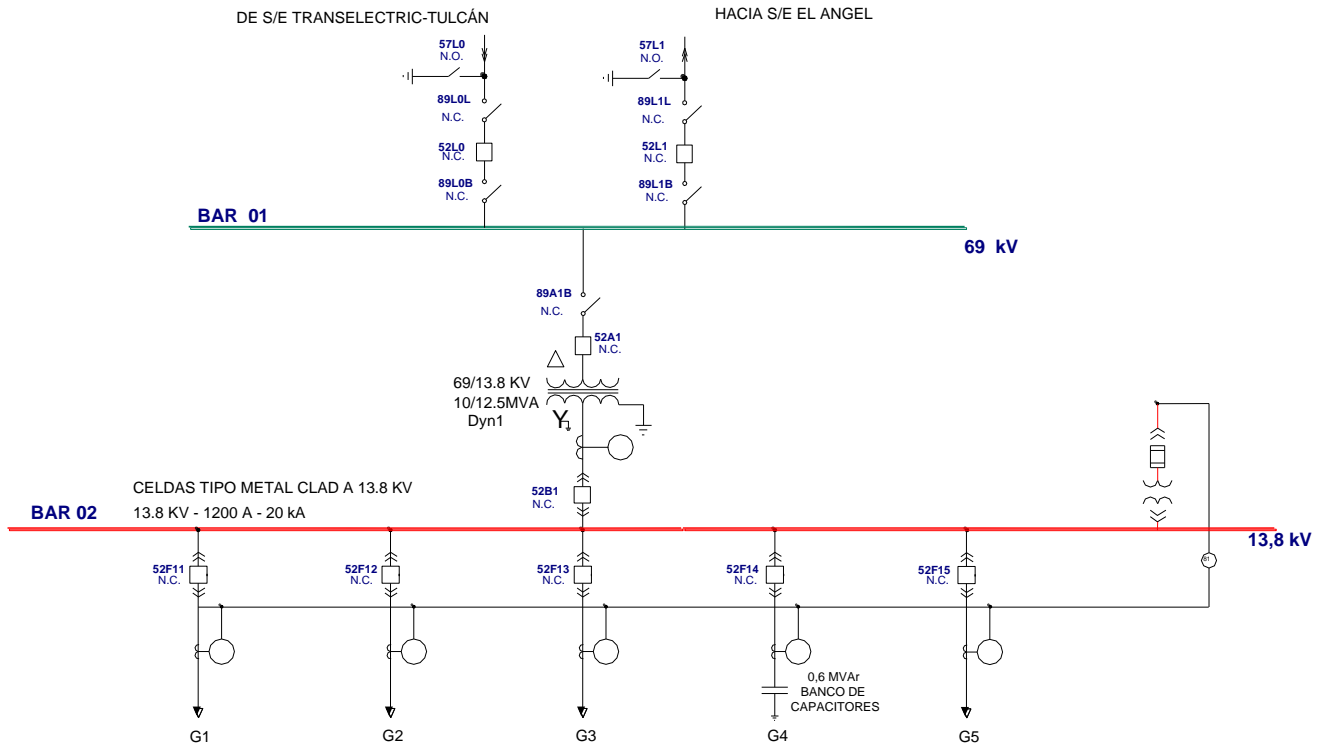 DE S/E TRANSELECTRIC-TULCÁN
HACIA S/E EL ANGEL
57L0
N.O.
57L1
N.O.
89L0L
N.C.
89L1L
N.C.
52L0
N.C.
52L1
N.C.
89L0B
N.C.
89L1B
N.C.
BAR 01
69 kV
89A1B
N.C.
52A1
N.C.
69/13.8 KV
10/12.5MVA
Dyn1
Y
CELDAS TIPO METAL CLAD A 13.8 KV
13.8 KV - 1200 A - 20 kA
52B1
N.C.
BAR 02
13,8 kV
52F11
N.C.
52F12
N.C.
52F13
N.C.
52F14
N.C.
52F15
N.C.
0,6 MVAr
BANCO DE
CAPACITORES
G1
G2
G3
G4
G5